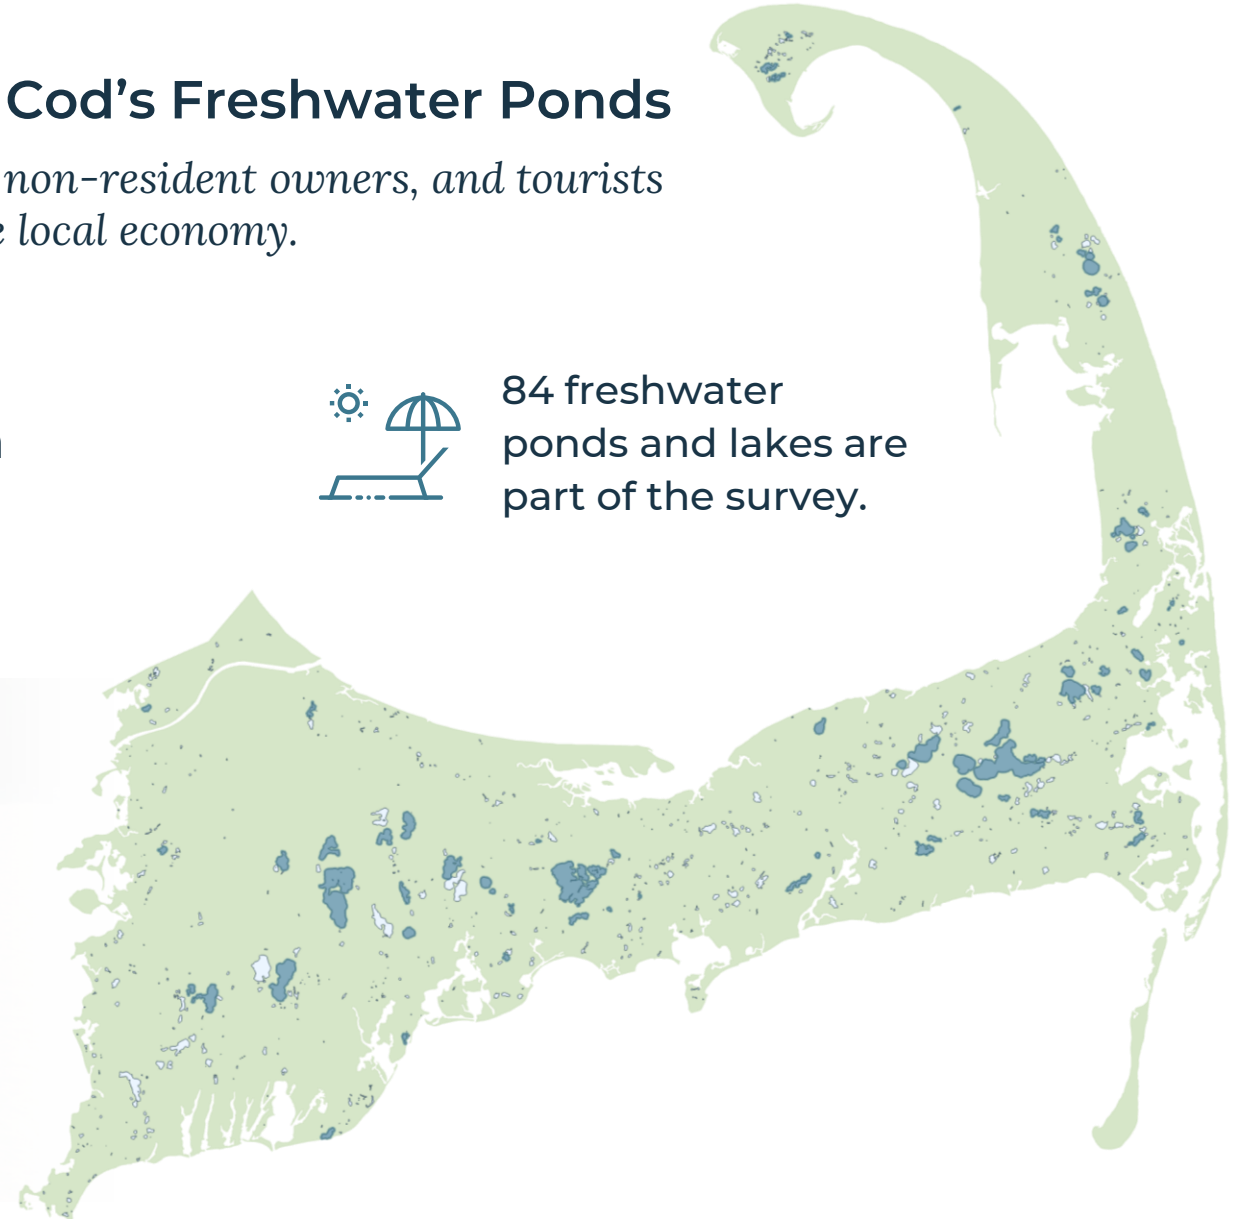 Cod’s Freshwater Ponds
non-resident owners, and tourists
local economy.
84 freshwater
ponds and lakes are
part of the survey.